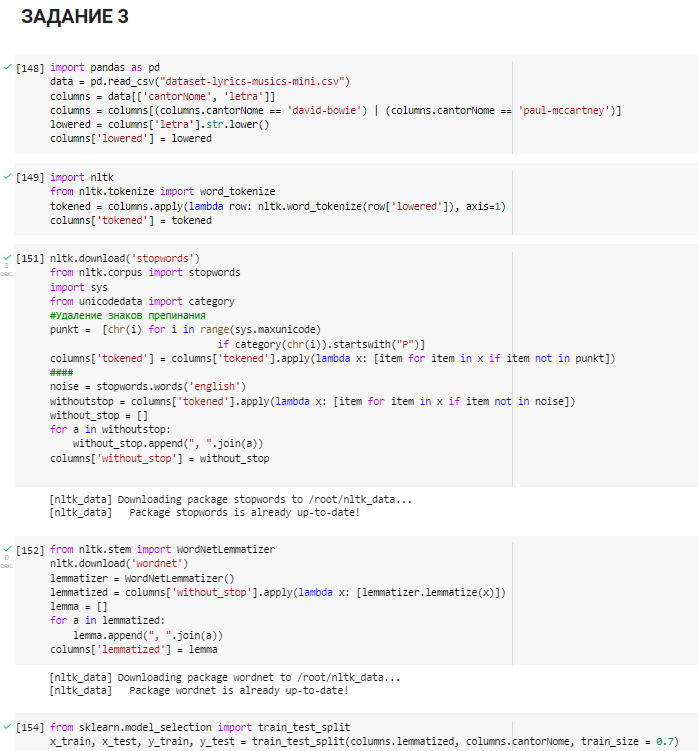 ЗАДАНИЕ 3
[148] import pandas as pd
data = pd.read_csv("dataset-lyrics-musics-mini.csv")
columns = data[['cantorNome', 'letra']]
columns = columns[(columns.cantorNome == 'david-bowie') | (columns.cantorNome == 'paul-mccartney')]
lowered = columns['letra'].str.lower()
columns['lowered'] = lowered
[149] import nltk
from nltk.tokenize import word_tokenize
tokened = columns.apply(lambda row: nltk.word_tokenize(row['lowered']), axis=1)
columns['tokened'] = tokened
[151] nltk.download('stopwords')
3
сек.
from nltk.corpus import stopwords
import sys
from unicodedata import category
#Удаление знаков препинания
punkt =  [chr(i) for i in range(sys.maxunicode)
if category(chr(i)).startswith("P")]
columns['tokened'] = columns['tokened'].apply(lambda x: [item for item in x if item not in punkt])
####
noise = stopwords.words('english')
withoutstop = columns['tokened'].apply(lambda x: [item for item in x if item not in noise])
without_stop = []
for a in withoutstop:
without_stop.append(", ".join(a))
columns['without_stop'] = without_stop
[nltk_data] Downloading package stopwords to /root/nltk_data...
[nltk_data]   Package stopwords is already up-to-date!
[152] from nltk.stem import WordNetLemmatizer
0
сек.
nltk.download('wordnet')
lemmatizer = WordNetLemmatizer()
lemmatized = columns['without_stop'].apply(lambda x: [lemmatizer.lemmatize(x)])
lemma = []
for a in lemmatized:
lemma.append(", ".join(a))
columns['lemmatized'] = lemma
[nltk_data] Downloading package wordnet to /root/nltk_data...
[nltk_data]   Package wordnet is already up-to-date!
[154] from sklearn.model_selection import train_test_split
x_train, x_test, y_train, y_test = train_test_split(columns.lemmatized, columns.cantorNome, train_size = 0.7)